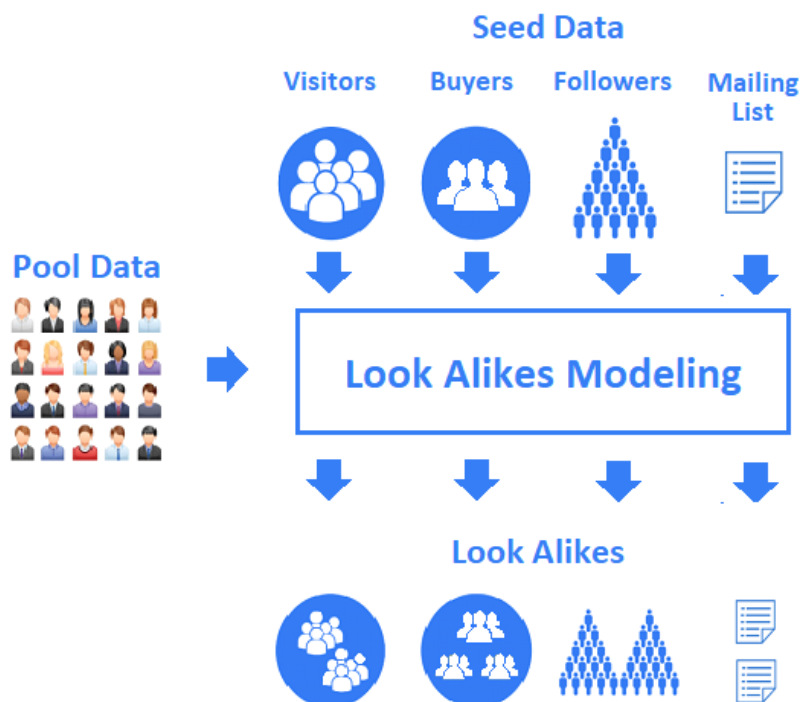 Seed Data
Visitors
Buyers
Followers
Mailing
List
Pool Data
Look Alikes Modeling
Look Alikes